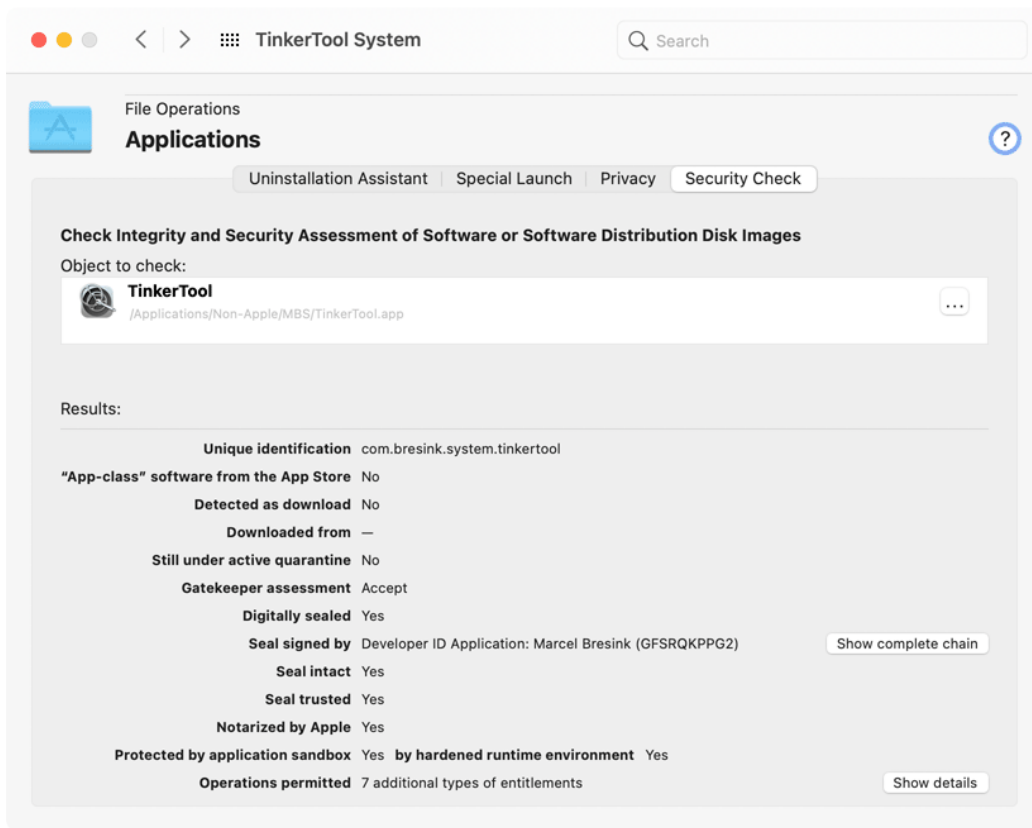 TinkerTool System
Search
File Operations
Applications
?
Uninstallation Assistant Special Launch Privacy Security Check
Check Integrity and Security Assessment of Software or Software Distribution Disk Images
Object to check:
TinkerTool
/Applications/Non-Apple/MBS/TinkerTool.app
...
Results:
Unique identification com.bresink.system.tinkertool
“App-class” software from the App Store No
Detected as download No
Downloaded from —
Still under active quarantine No
Gatekeeper assessment Accept
Digitally sealed Yes
Seal signed by Developer ID Application: Marcel Bresink (GFSRQKPPG2) Show complete chain
Seal intact Yes
Seal trusted Yes
Notarized by Apple Yes
Protected by application sandbox Yes by hardened runtime environment Yes
Operations permitted 7 additional types of entitlements Show details